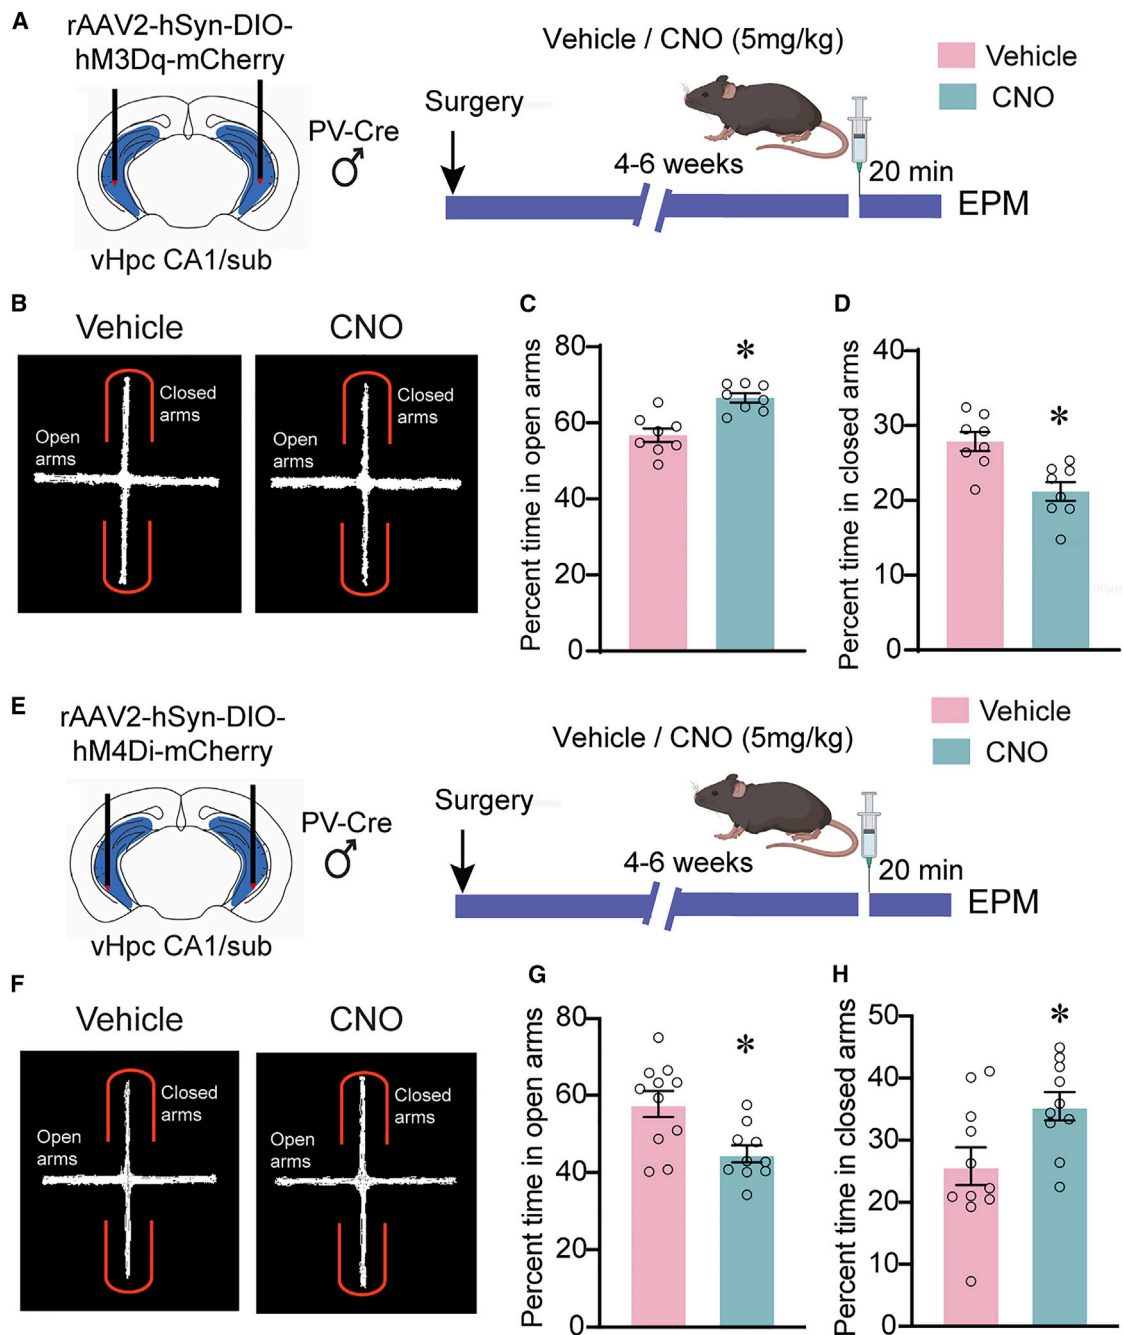 A
rAAV2-hSyn-DIO-
hM3Dq-mCherry
PV-Cre
♂
vHpc CA1/sub
Vehicle / CNO (5mg/kg)
Surgery
4-6 weeks
20 min
EPM
Vehicle
CNO
B
Vehicle
CNO
Closed
arms
Open
arms
Closed
arms
Open
arms
C
Percent time in open arms
80
60
40
20
0
*
D
Percent time in closed arms
40
30
20
10
0
*
E
rAAV2-hSyn-DIO-
hM4Di-mCherry
PV-Cre
♂
vHpc CA1/sub
Vehicle / CNO (5mg/kg)
Surgery
4-6 weeks
20 min
EPM
Vehicle
CNO
F
Vehicle
CNO
Closed
arms
Open
arms
Closed
arms
Open
arms
G
Percent time in open arms
80
60
40
20
0
*
H
Percent time in closed arms
50
40
30
20
10
0
*